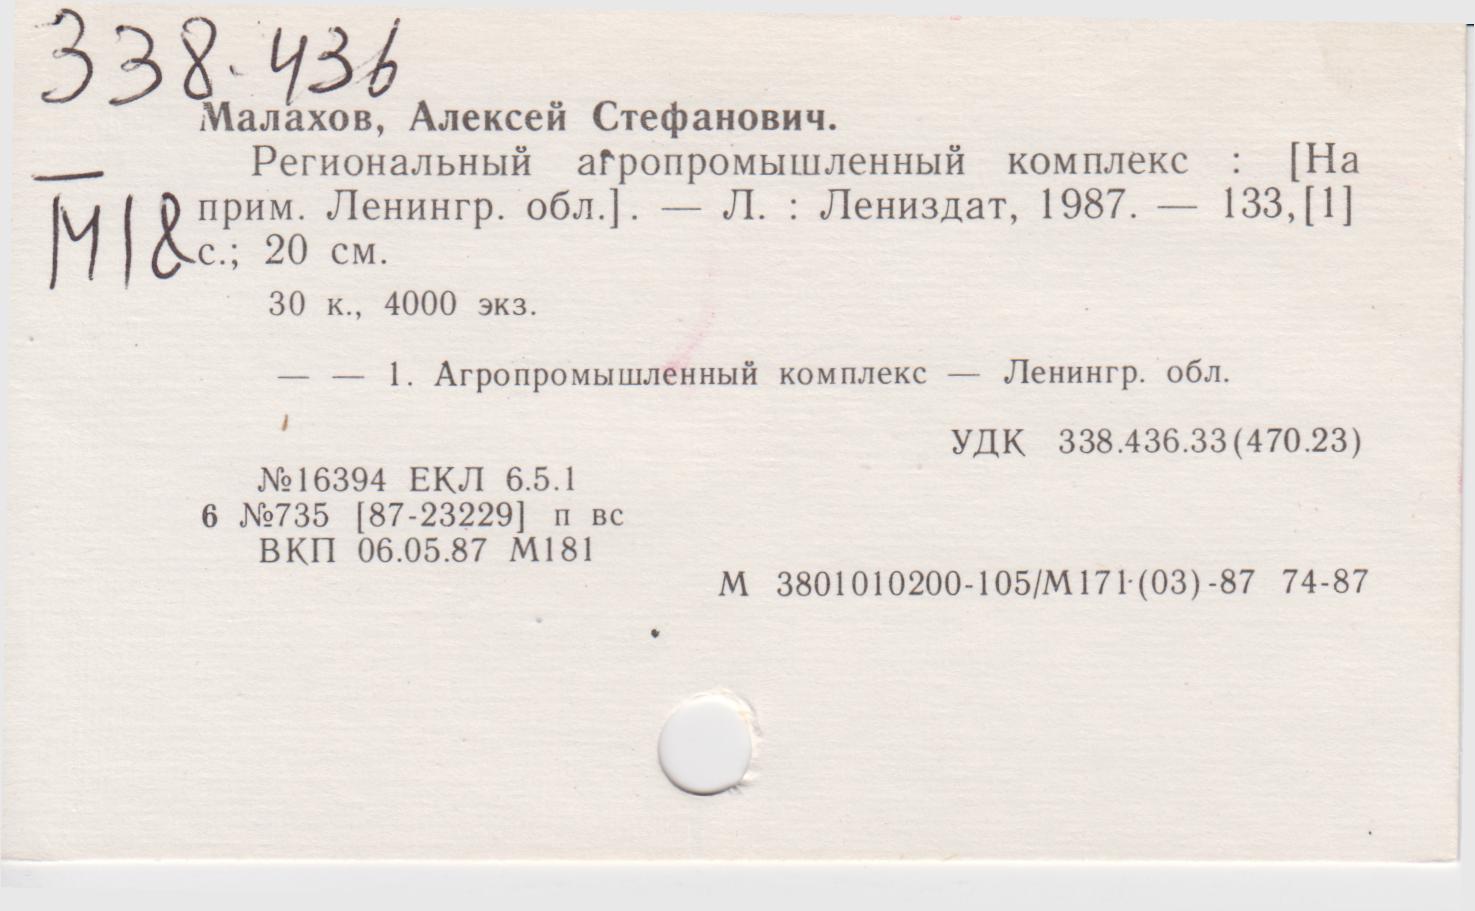 338.436
Малахов, Алексей Стефанович.
Региональный агропромышленный комплекс : [На
М18
прим. Ленингр. обл.]. — Л. : Лениздат, 1987. — 133,[1]
с.; 20 см.
30 к., 4000 экз.
— — 1. Агропромышленный комплекс — Ленингр. обл.
УДК 338.436.33(470.23)
№16394 ЕКЛ 6.5.1
6 №735 [87-23229] п вс
ВКП 06.05.87 М181
М 3801010200-105/М171·(03)-87 74-87